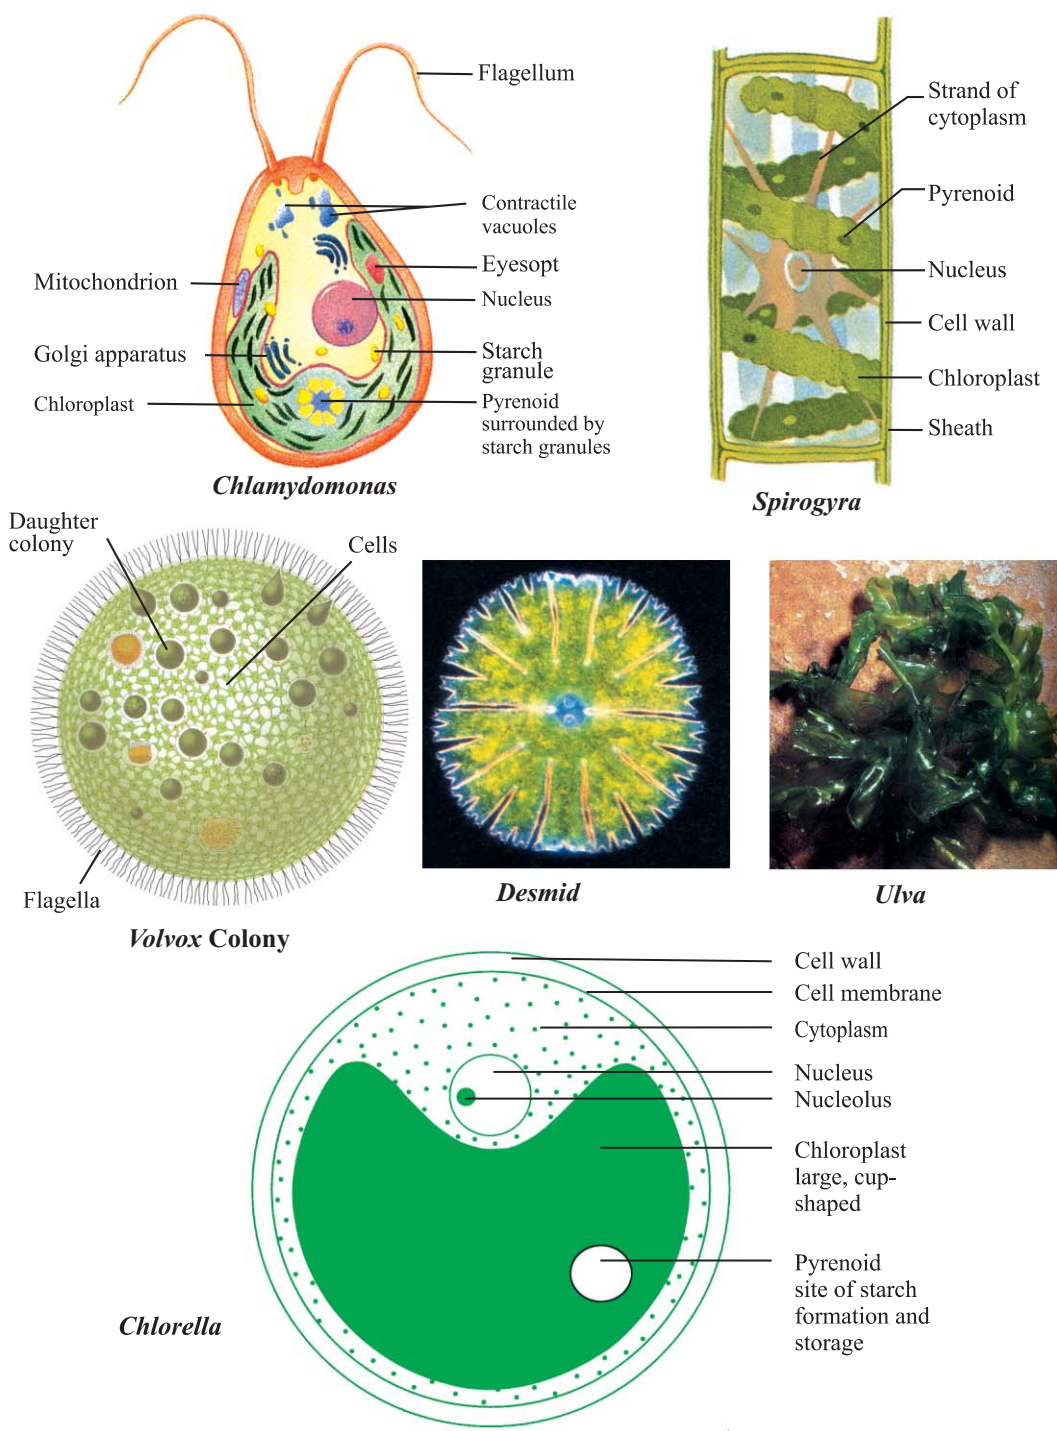 Flagellum
Contractile
vacuoles
Eyesopt
Nucleus
Starch
granule
Pyrenoid
surrounded by
starch granules
Mitochondrion
Golgi apparatus
Chloroplast
Chlamydomonas
Strand of
cytoplasm
Pyrenoid
Nucleus
Cell wall
Chloroplast
Sheath
Spirogyra
Daughter
colony
Cells
Flagella
Volvox Colony
Desmid
Ulva
Cell wall
Cell membrane
Cytoplasm
Nucleus
Nucleolus
Chloroplast
large, cup-
shaped
Pyrenoid
site of starch
formation and
storage
Chlorella